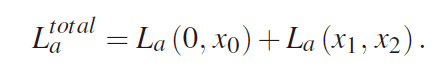 $L_a^{total} = L_a(0, x_0) + L_a(x_1, x_2).$